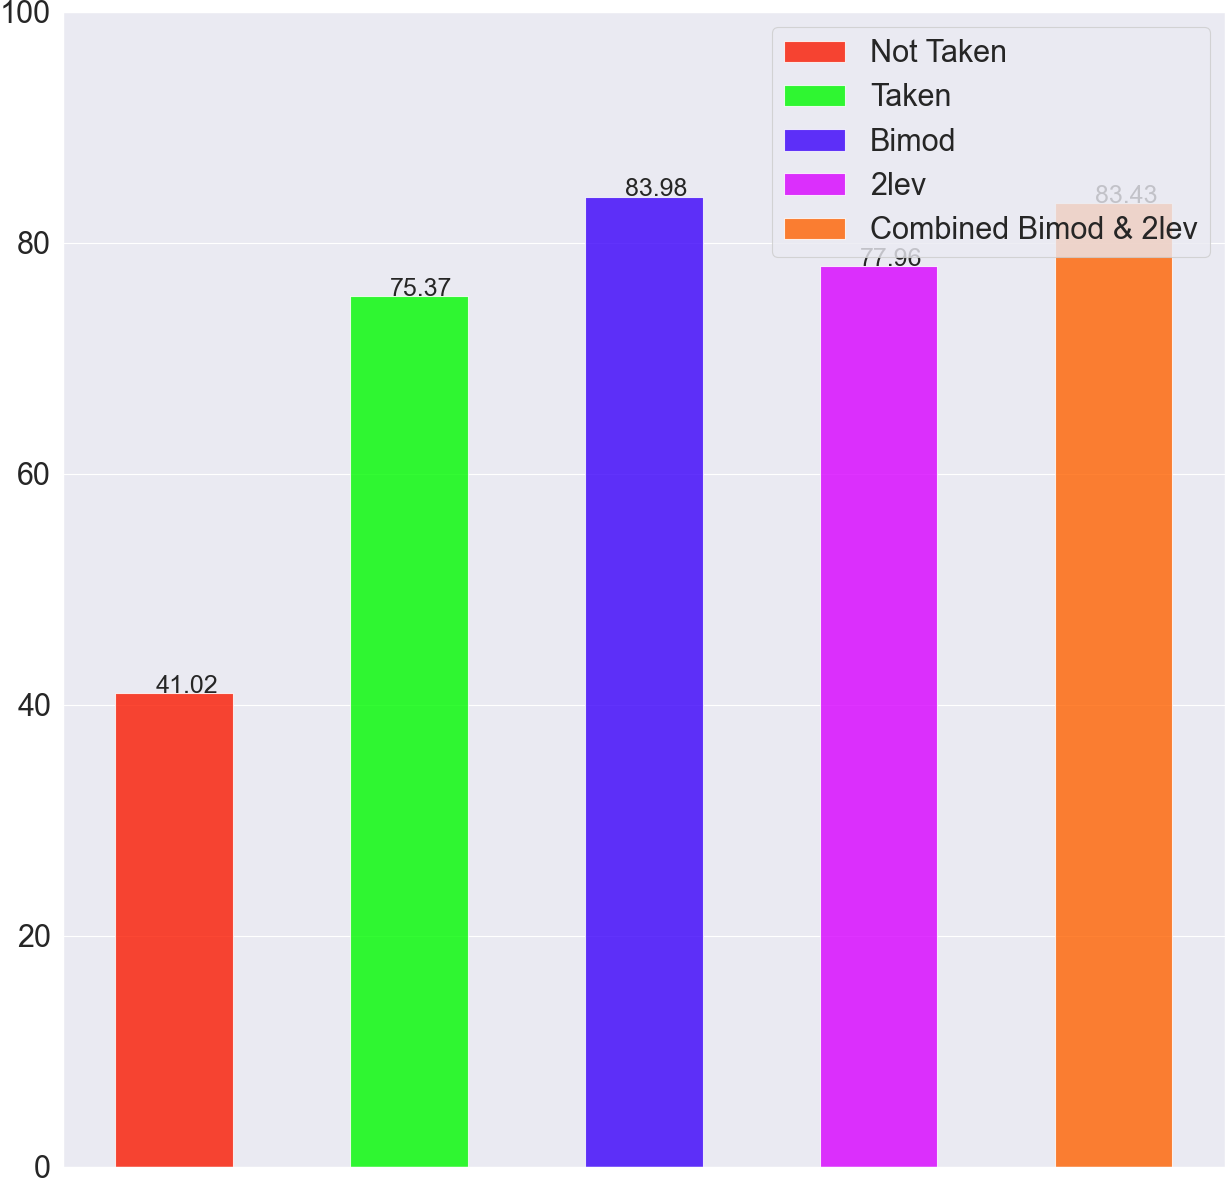 100
80
60
40
20
0
Not Taken
Taken
Bimod
2lev
Combined Bimod & 2lev
41.02
75.37
83.98
77.96
83.43